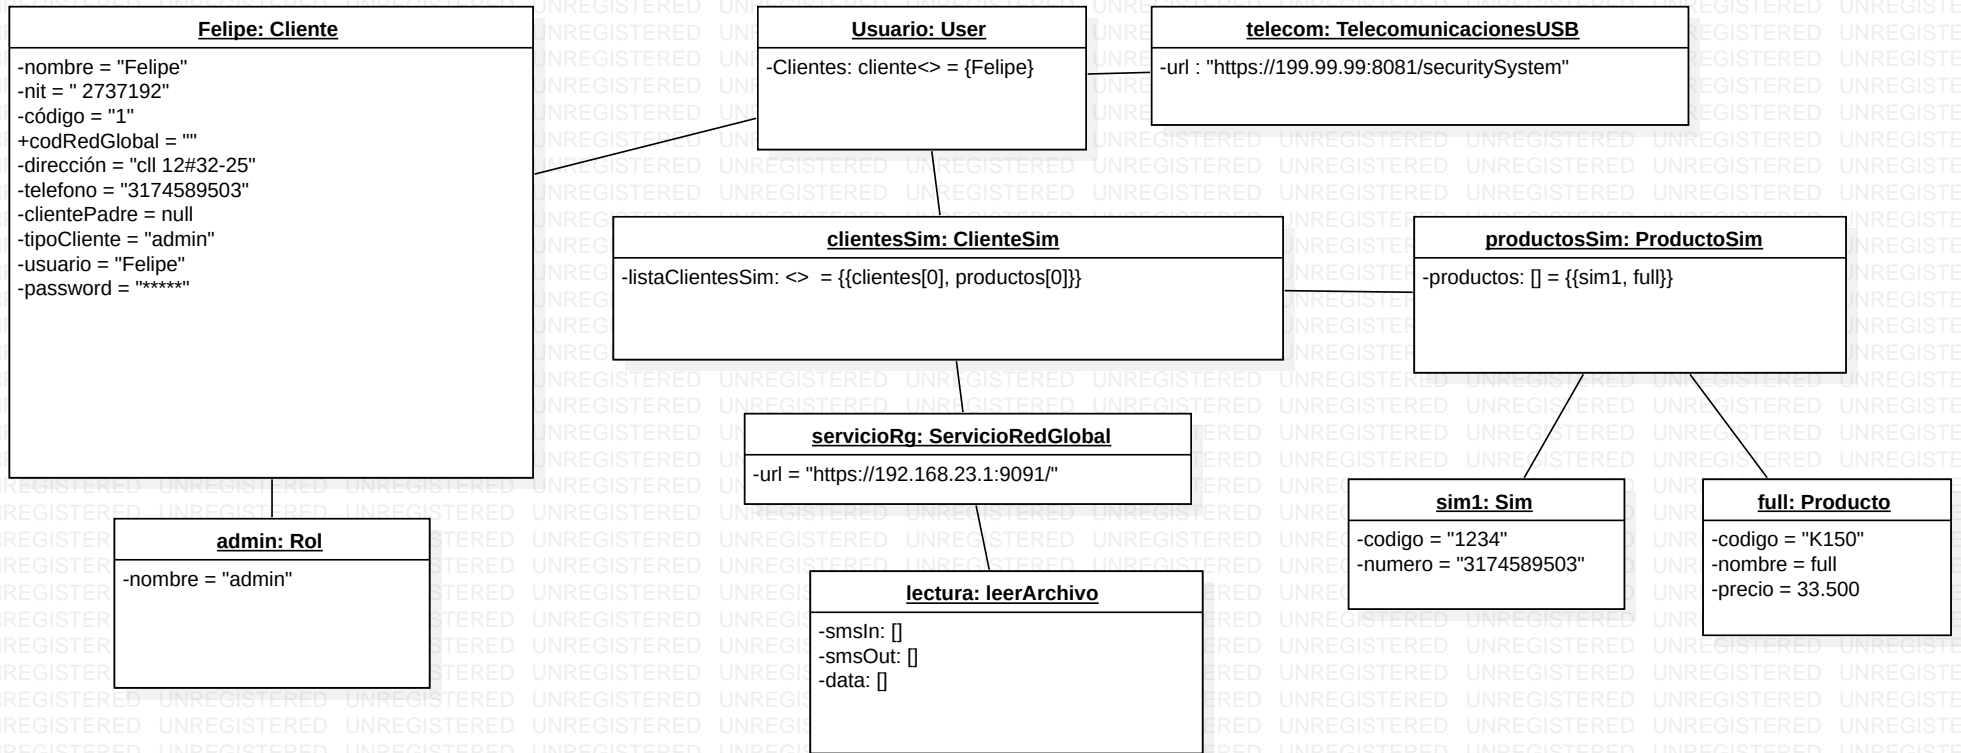 Felipe: Cliente
-nombre = "Felipe"
-nit = " 2737192"
-código = "1"
+codRedGlobal = ""
-dirección = "cll 12#32-25"
-telefono = "3174589503"
-clientePadre = null
-tipoCliente = "admin"
-usuario = "Felipe"
-password = "*****"
Usuario: User
-Clientes: cliente<> = {Felipe}
telecom: TelecomunicacionesUSB
-url : "https://199.99.99:8081/securitySystem"
clientesSim: ClienteSim
-listaClientesSim: <>  = {{clientes[0], productos[0]}}
productosSim: ProductoSim
-productos: [] = {{sim1, full}}
servicioRg: ServicioRedGlobal
-url = "https://192.168.23.1:9091/"
sim1: Sim
-codigo = "1234"
-numero = "3174589503"
full: Producto
-codigo = "K150"
-nombre = full
-precio = 33.500
admin: Rol
-nombre = "admin"
lectura: leerArchivo
-smsIn: []
-smsOut: []
-data: []
UNREGISTERED